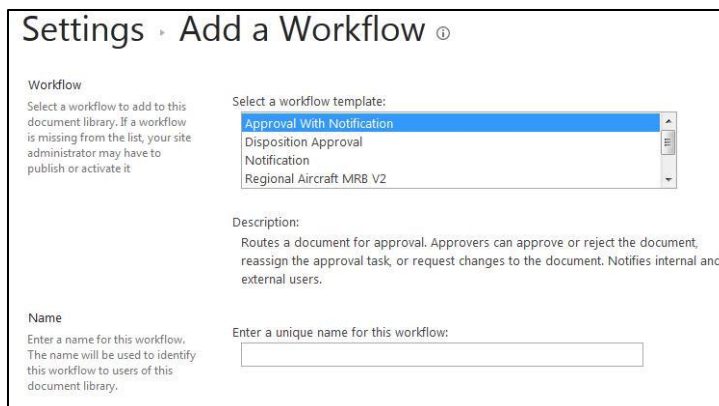 Settings ▸ Add a Workflow
Workflow
Select a workflow to add to this
document library. If a workflow
is missing from the list, your site
administrator may have to
publish or activate it
Select a workflow template:
Approval With Notification
Disposition Approval
Notification
Regional Aircraft MRB V2
Description:
Routes a document for approval. Approvers can approve or reject the document,
reassign the approval task, or request changes to the document. Notifies internal and
external users.
Name
Enter a name for this workflow.
The name will be used to identify
this workflow to users of this
document library.
Enter a unique name for this workflow: